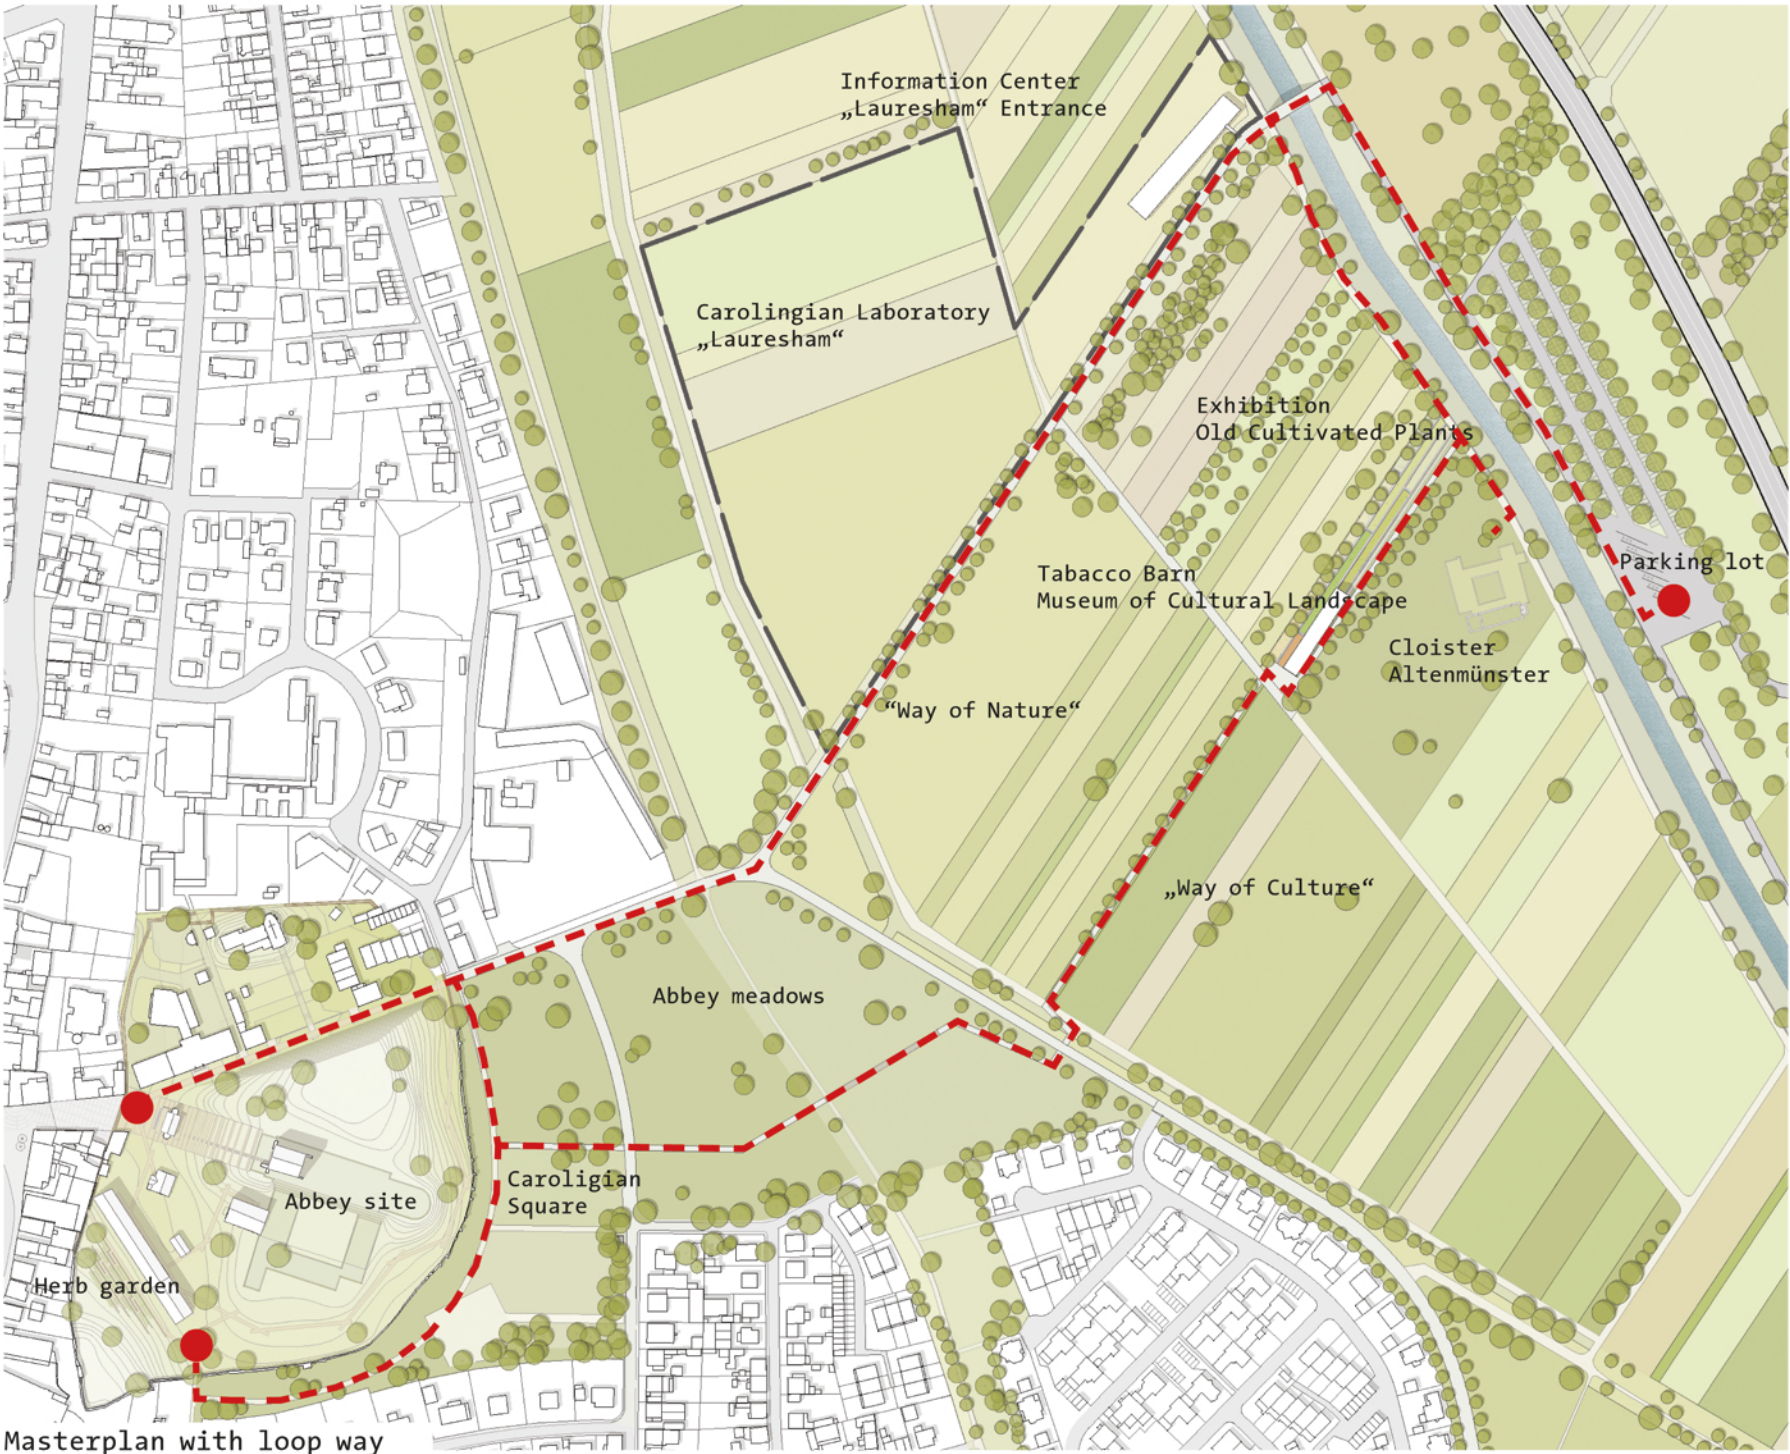 Information Center
„Lauresham“ Entrance
Carolingian Laboratory
„Lauresham“
Exhibition
Old Cultivated Plants
Parking lot
Tabacco Barn
Museum of Cultural Landscape
Cloister
Altenmünster
“Way of Nature“
„Way of Culture“
Abbey meadows
Caroligian
Square
Abbey site
Herb garden
Masterplan with loop way